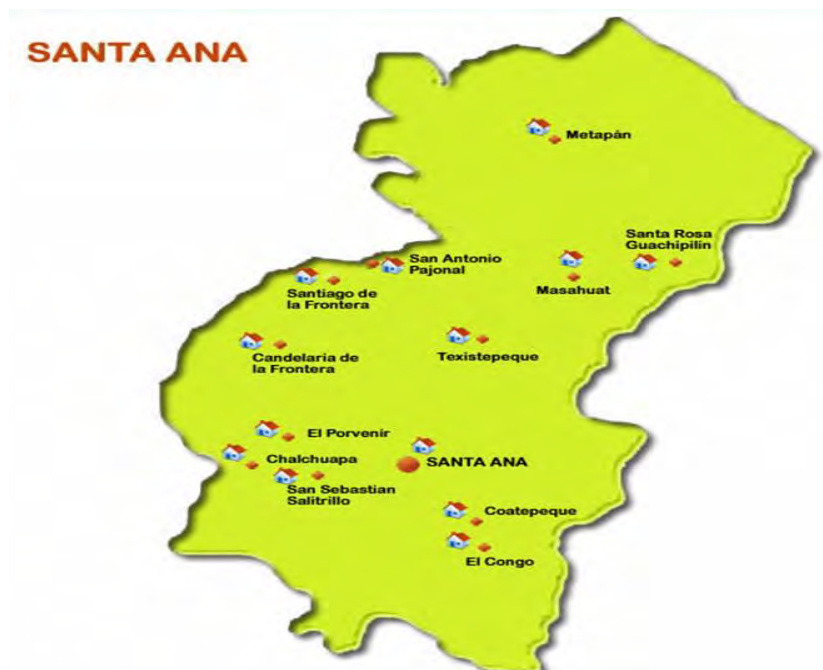 SANTA ANA
Metapán
Santa Rosa
Guachipilín
San Antonio
Pajonal
Masahuat
Santiago de
la Frontera
Texistepeque
Candelaria de
la Frontera
El Porvenir
Chalchuapa
SANTA ANA
San Sebastian
Salitrillo
Coatepeque
El Congo